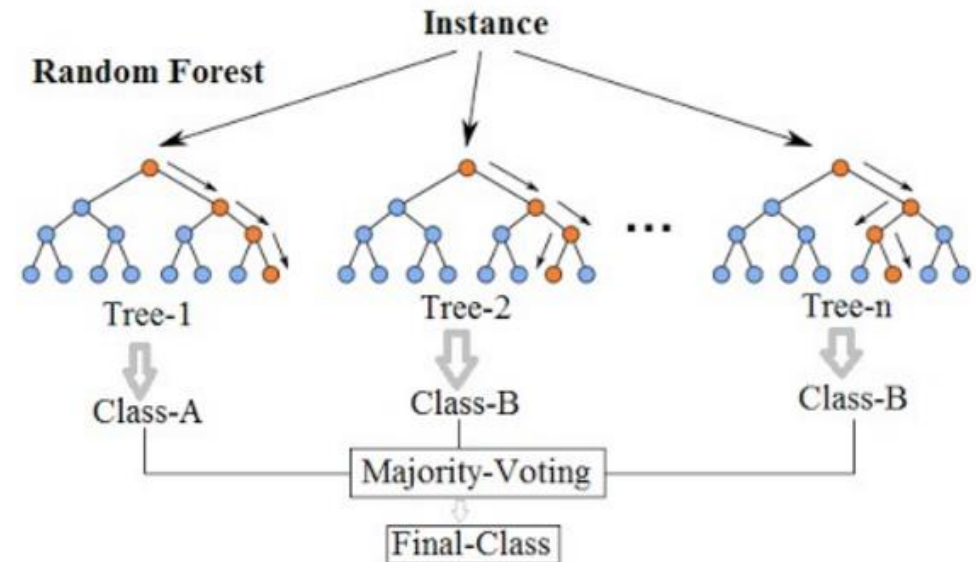 Instance
Random Forest
...
Tree-1
Tree-2
Tree-n
Class-A
Class-B
Class-B
Majority-Voting
Final-Class